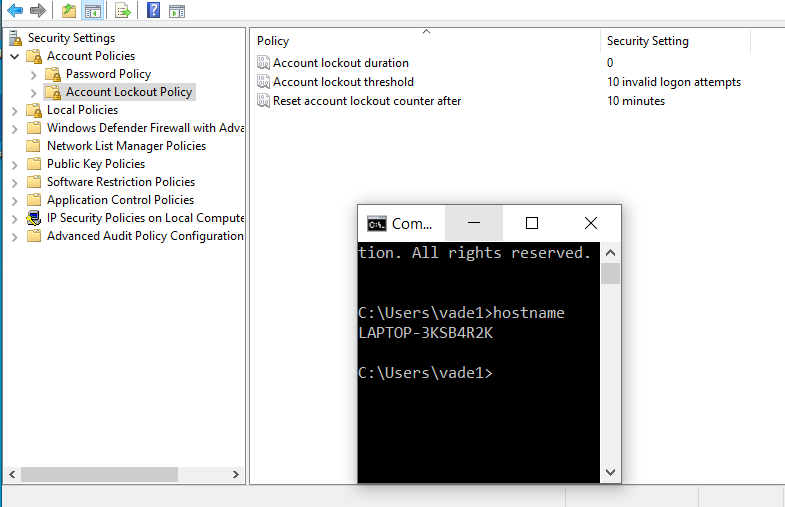 Security Settings
Account Policies
Password Policy
Account Lockout Policy
Local Policies
Windows Defender Firewall with Adva
Network List Manager Policies
Public Key Policies
Software Restriction Policies
Application Control Policies
IP Security Policies on Local Compute
Advanced Audit Policy Configuration
Policy Security Setting
Account lockout duration 0
Account lockout threshold 10 invalid logon attempts
Reset account lockout counter after 10 minutes
C:\. Com...
tion. All rights reserved.
C:\Users\vade1>hostname
LAPTOP-3KSB4R2K
C:\Users\vade1>